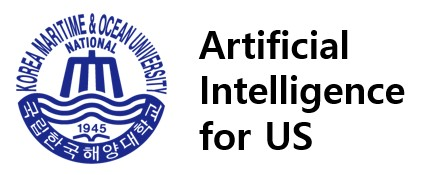 KOREA MARITIME & OCEAN UNIVERSITY
NATIONAL
1945
국립한국해양대학교
Artificial
Intelligence
for US